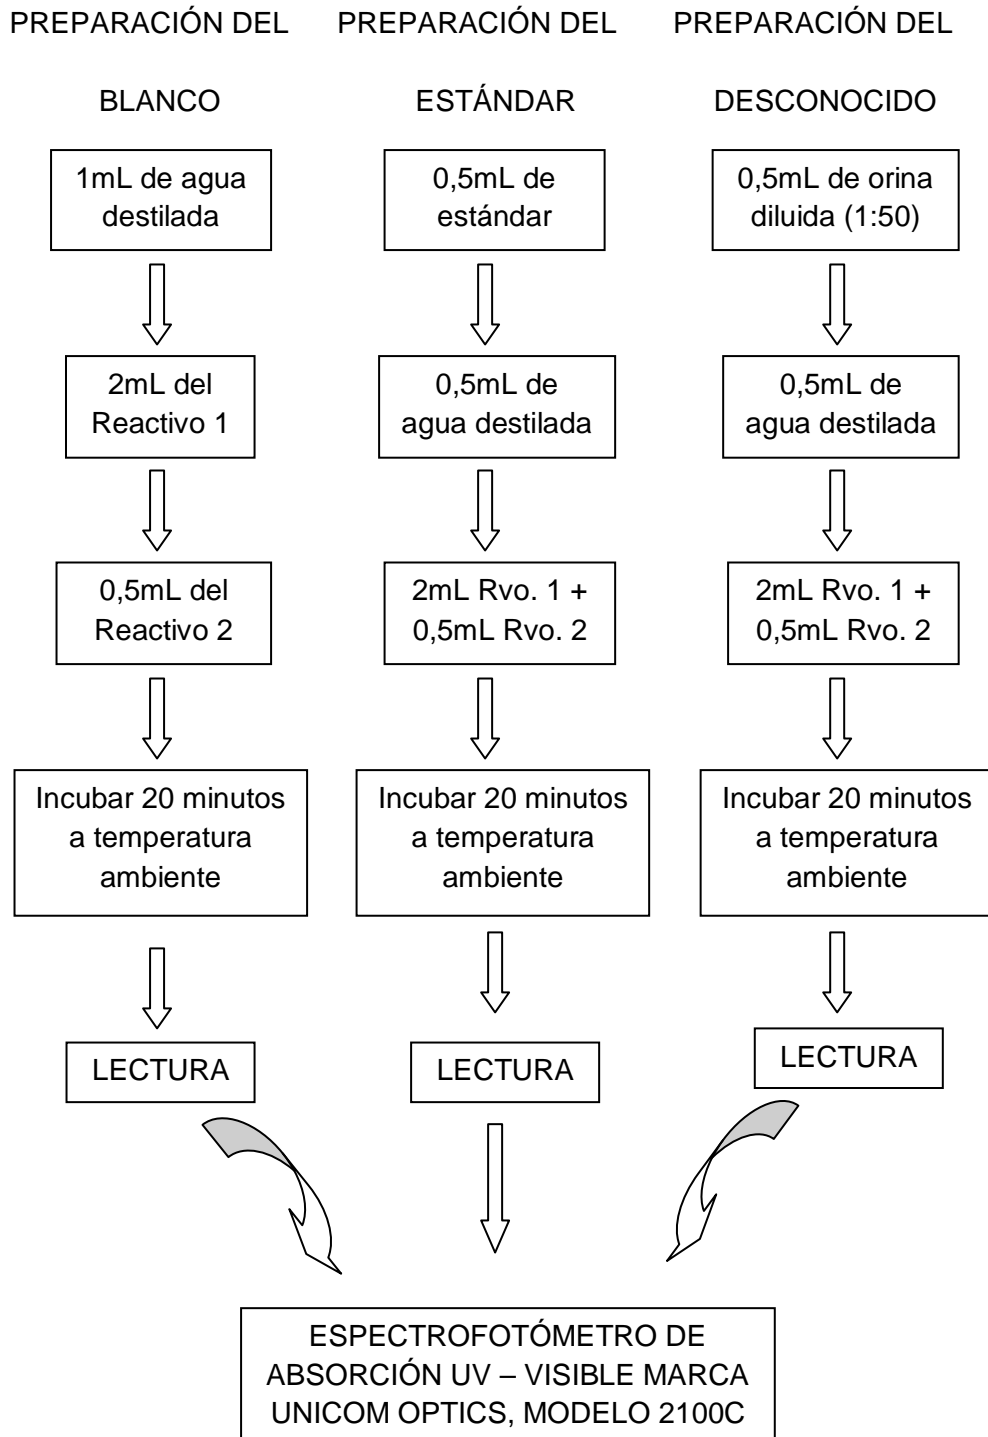 PREPARACIÓN DEL
BLANCO
1mL de agua
destilada
2mL del
Reactivo 1
0,5mL del
Reactivo 2
Incubar 20 minutos
a temperatura
ambiente
LECTURA
PREPARACIÓN DEL
ESTÁNDAR
0,5mL de
estándar
0,5mL de
agua destilada
2mL Rvo. 1 +
0,5mL Rvo. 2
Incubar 20 minutos
a temperatura
ambiente
LECTURA
PREPARACIÓN DEL
DESCONOCIDO
0,5mL de orina
diluida (1:50)
0,5mL de
agua destilada
2mL Rvo. 1 +
0,5mL Rvo. 2
Incubar 20 minutos
a temperatura
ambiente
LECTURA
ESPECTROFOTÓMETRO DE
ABSORCIÓN UV – VISIBLE MARCA
UNICOM OPTICS, MODELO 2100C